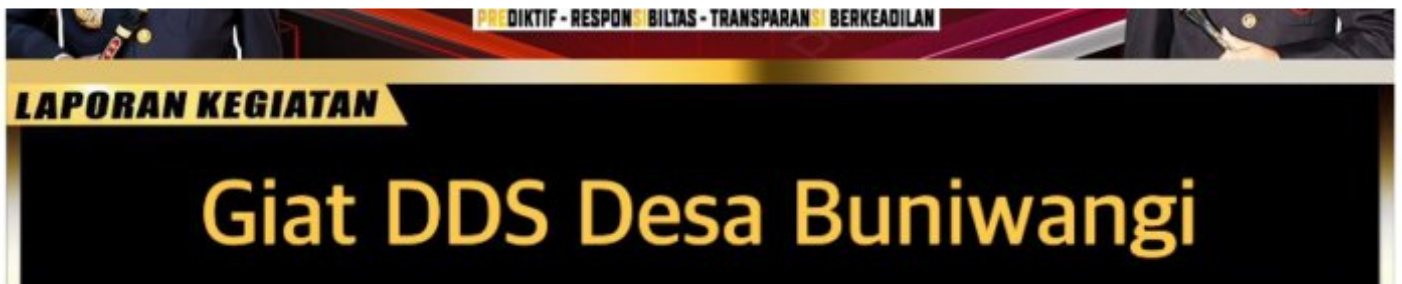 PREDIKTIF - RESPONSIBILTAS - TRANSPARANSI BERKEADILAN
LAPORAN KEGIATAN
Giat DDS Desa Buniwangi